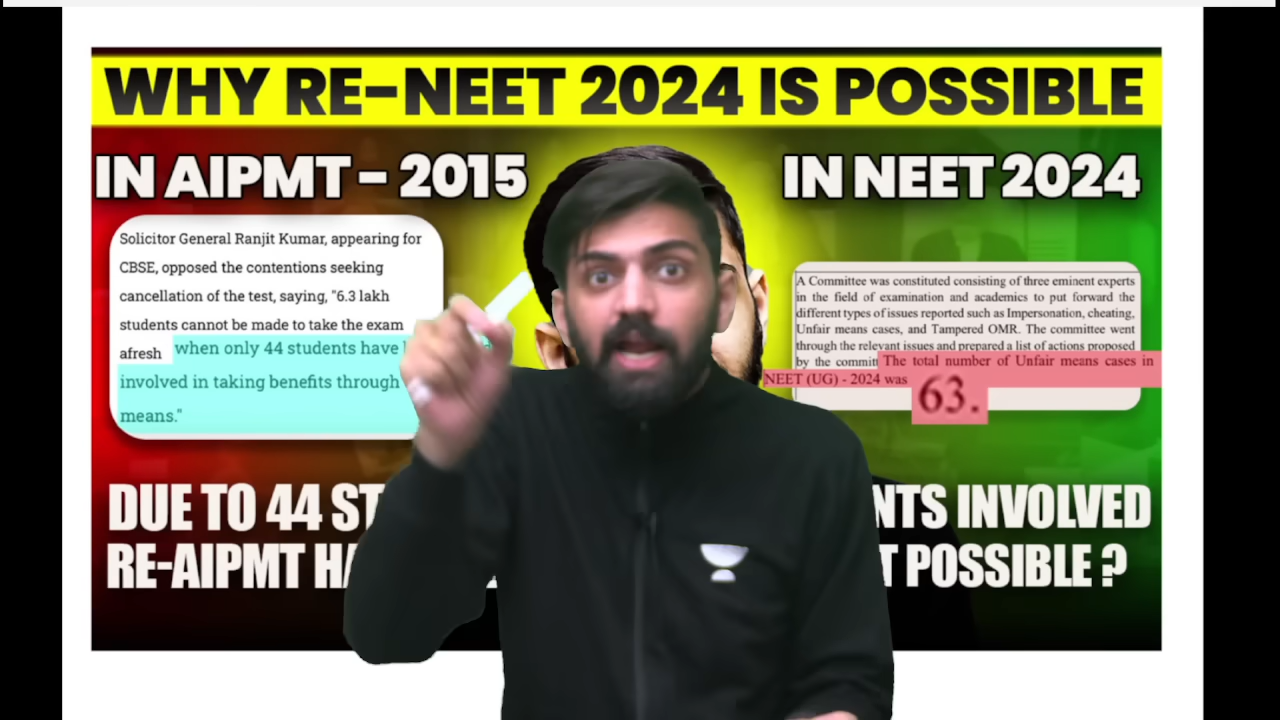 WHY RE-NEET 2024 IS POSSIBLE
IN AIPMT - 2015
Solicitor General Ranjit Kumar, appearing for
CBSE, opposed the contentions seeking
cancellation of the test, saying, "6.3 lakh
students cannot be made to take the exam
afresh when only 44 students have
involved in taking benefits through
means."
DUE TO 44
RE-AIPMT
IN NEET 2024
A Committee was constituted consisting of three eminent experts
in the field of examination and academics to put forward the
different types of issues reported such as Impersonation, cheating,
Unfair means cases, and Tampered OMR. The committee went
through the relevant issues and prepared a list of actions proposed
by the The total number of Unfair means cases in
NEET (UG) - 2024 was 63.
INVOLVED
POSSIBLE ?